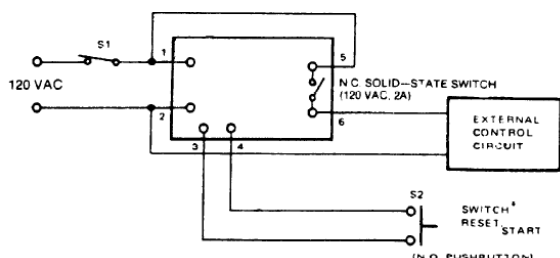 S1
120 VAC
1
2
3
4
5
6
N.C. SOLID-STATE SWITCH
(120 VAC, 2A)
EXTERNAL
CONTROL
CIRCUIT
S2
SWITCH*
RESET, START
(N.O. PUSHBUTTON)